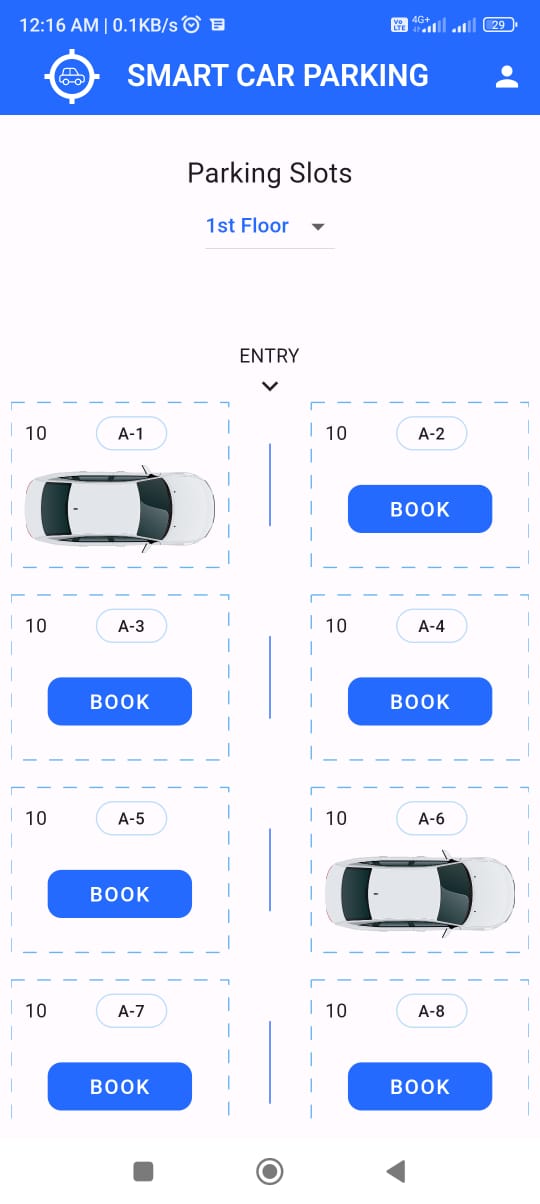 12:16 AM | 0.1KB/s
Vo LTE 4G+ 29
SMART CAR PARKING
Parking Slots
1st Floor
ENTRY
10 A-1 10 A-2
BOOK
10 A-3 10 A-4
BOOK BOOK
10 A-5 10 A-6
BOOK
10 A-7 10 A-8
BOOK BOOK